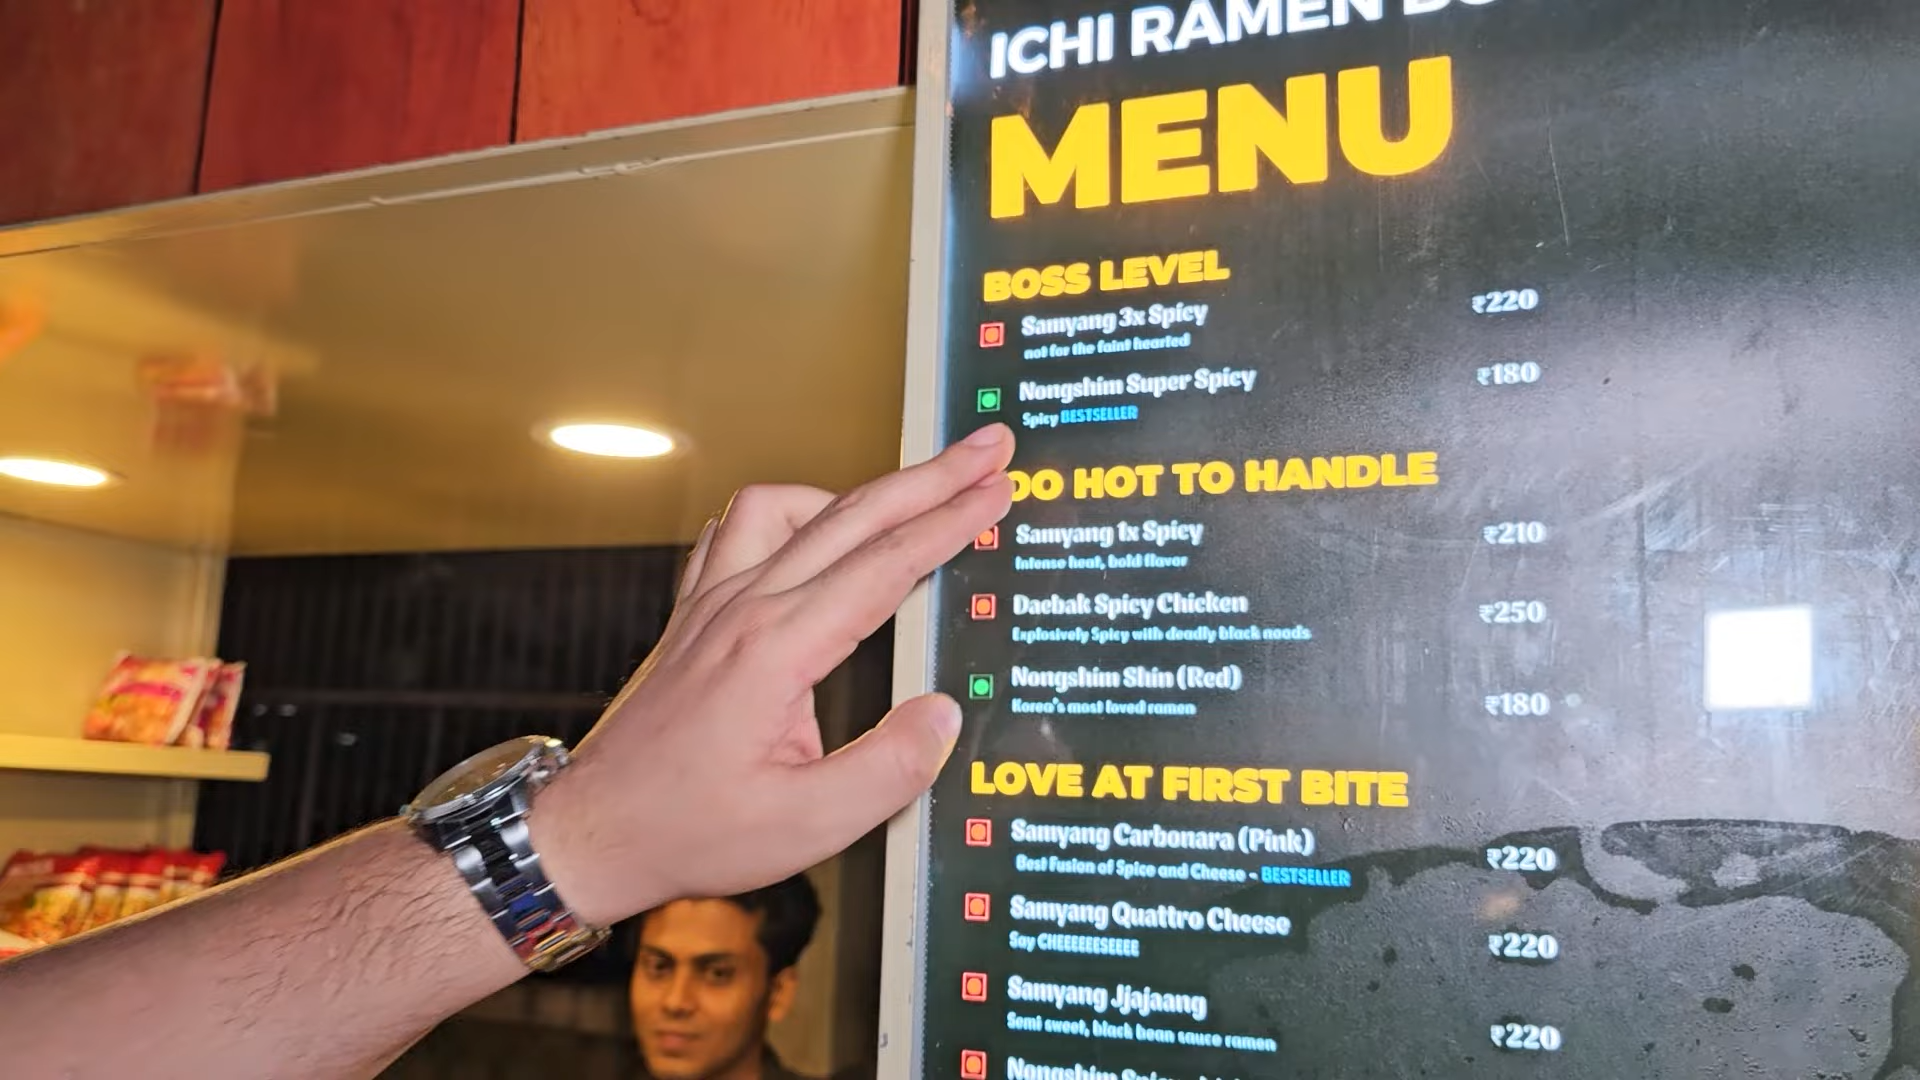 ICHI RAMEN
MENU
BOSS LEVEL
Samyang 3x Spicy ₹220
not for the faint hearted
Nongshim Super Spicy ₹180
Spicy BESTSELLER
OO HOT TO HANDLE
Samyang 1x Spicy ₹210
Intense heat, bold flavor
Daebak Spicy Chicken ₹250
Explosively Spicy with deadly black noods
Nongshim Shin (Red) ₹180
Korea's most loved ramen
LOVE AT FIRST BITE
Samyang Carbonara (Pink) ₹220
Best Fusion of Spice and Cheese - BESTSELLER
Samyang Quattro Cheese ₹220
Say CHEEEEEESEEEE
Samyang Jjajaang ₹220
Semi sweet, black bean sauce ramen
Nongshim